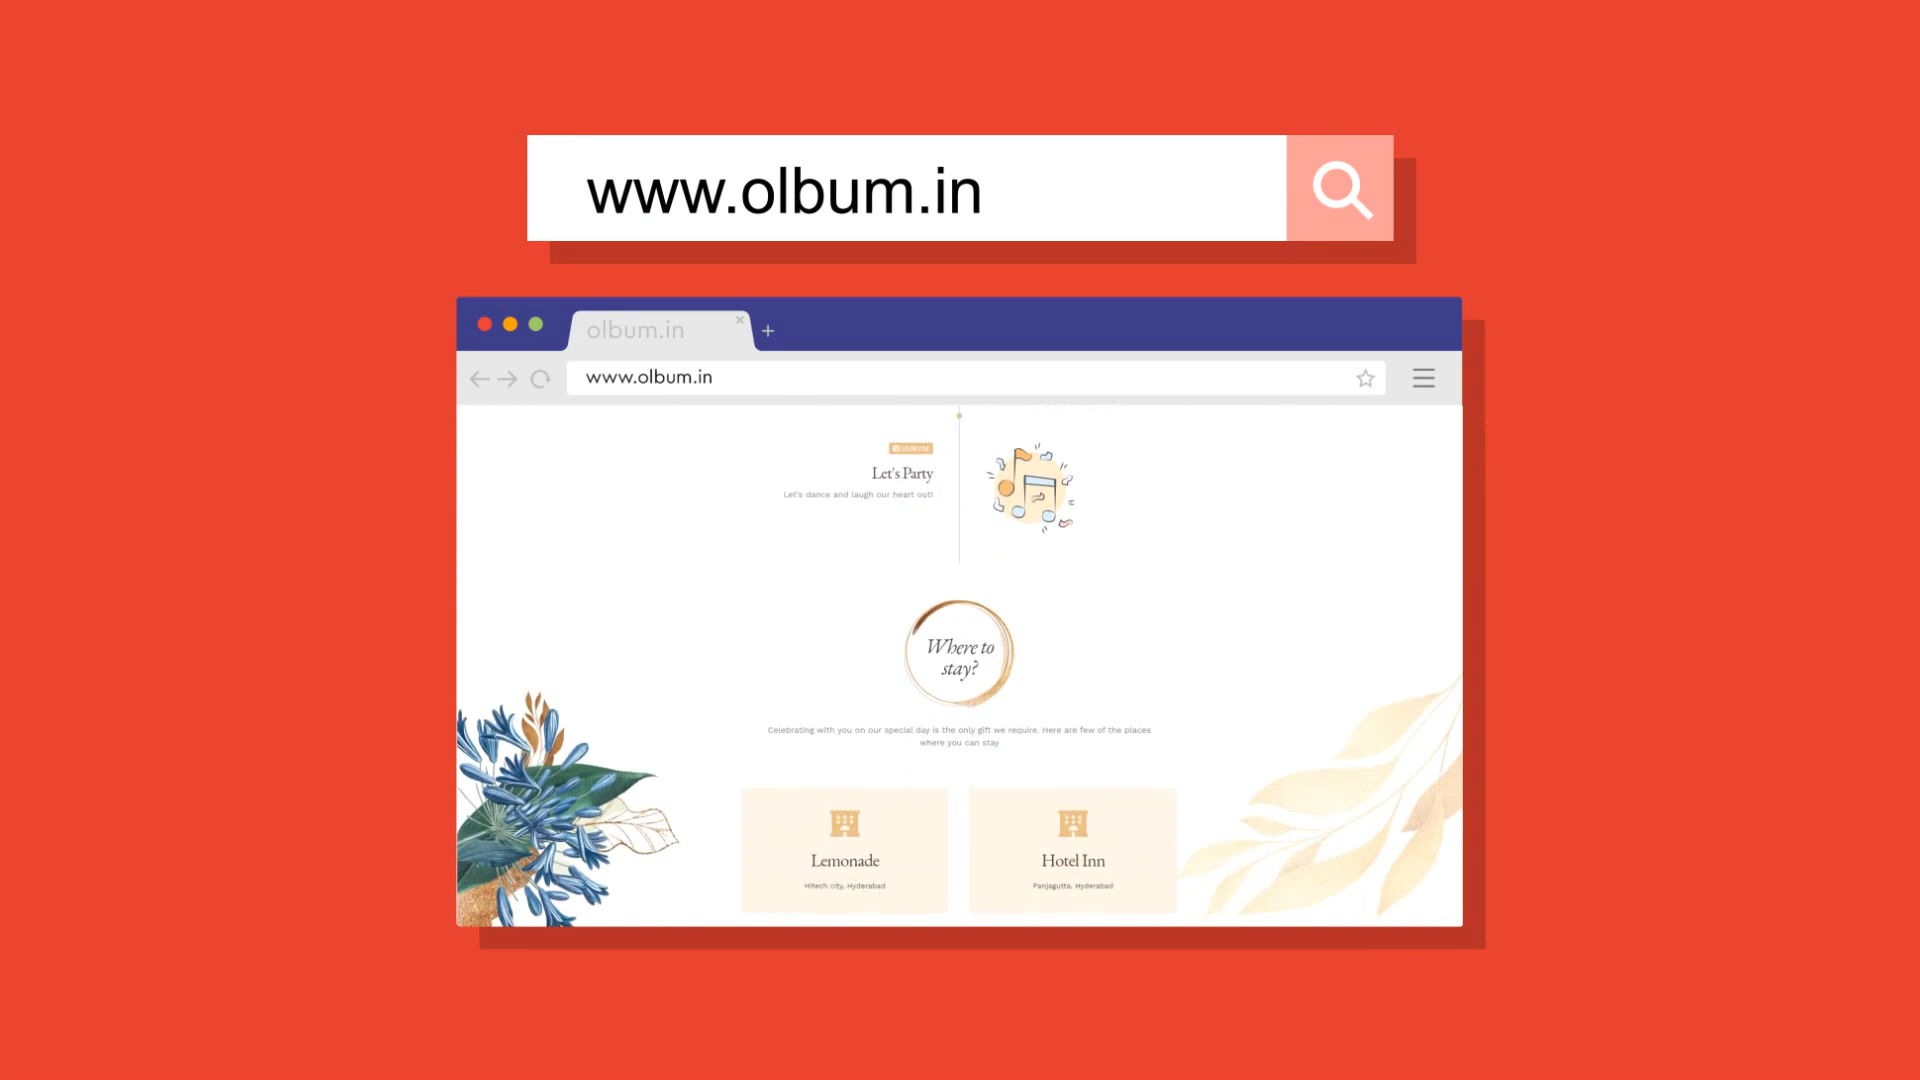 www.olbum.in
olbum.in
www.olbum.in
Let's Party
Let's dance and laugh our heart out!
Where to
stay?
Celebrating with you on our special day is the only gift we require. Here are few of the places
where you can stay
Lemonade
Hotel Inn
Hitech city, Hyderabad
Panjagutta, Hyderabad